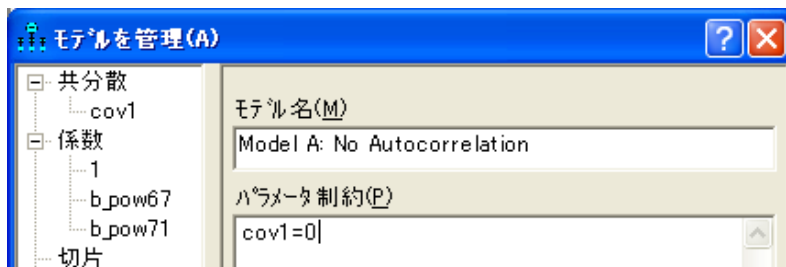 モデルを管理(A)
共分散
cov1
係数
1
b_pow67
b_pow71
切片
モデル名(M)
Model A: No Autocorrelation
パラメータ制約(P)
cov1=0